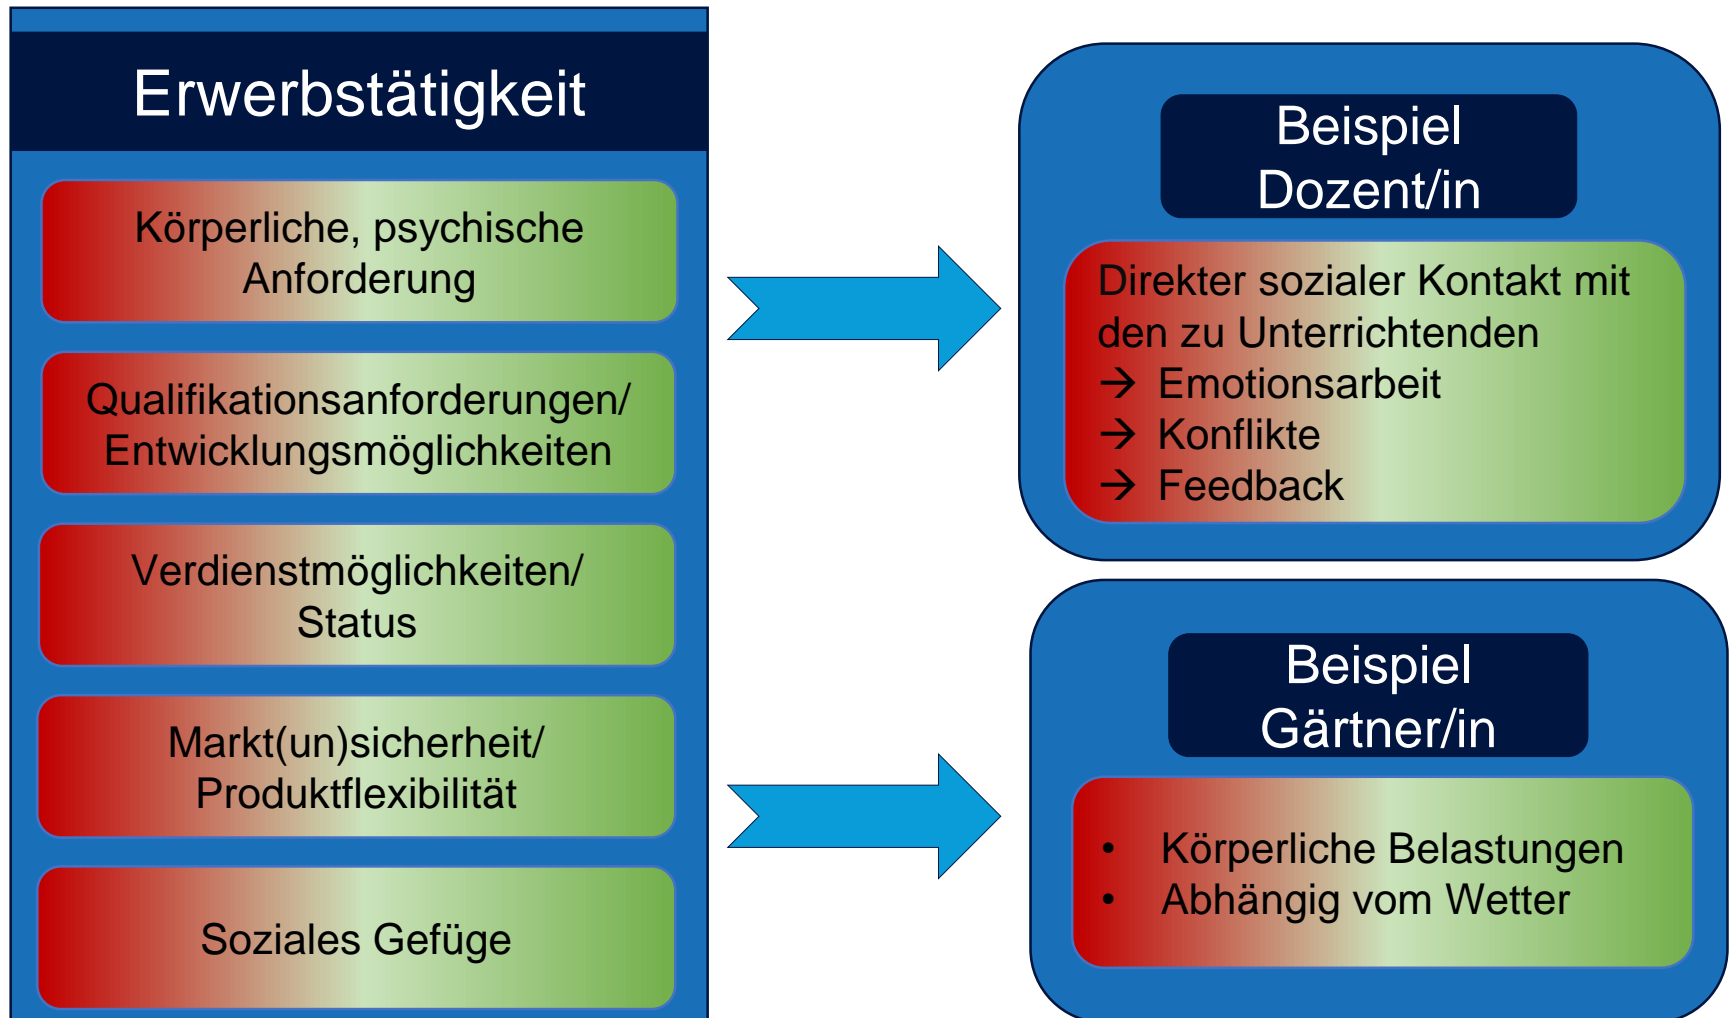 Erwerbstätigkeit
Körperliche, psychische
Anforderung
Qualifikationsanforderungen/
Entwicklungsmöglichkeiten
Verdienstmöglichkeiten/
Status
Markt(un)sicherheit/
Produktflexibilität
Soziales Gefüge
Beispiel
Dozent/in
Direkter sozialer Kontakt mit
den zu Unterrichtenden
→ Emotionsarbeit
→ Konflikte
→ Feedback
Beispiel
Gärtner/in
• Körperliche Belastungen
• Abhängig vom Wetter